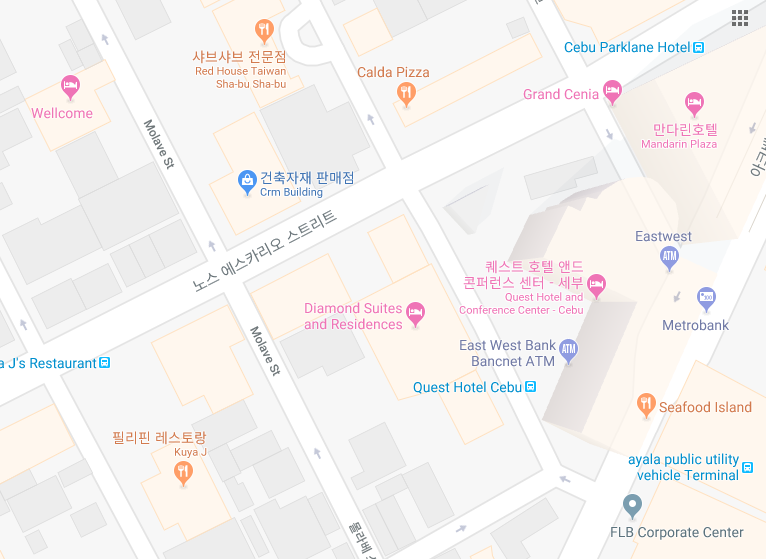 Cebu Parklane Hotel
샤브샤브 전문점
Red House Taiwan
Sha-bu Sha-bu
Calda Pizza
Grand Cenia
Wellcome
만다린호텔
Mandarin Plaza
Molave St
건축자재 판매점
Crm Building
노스 에스카리오 스트리트
Eastwest
ATM
퀘스트 호텔 앤드
콘퍼런스 센터 - 세부
Quest Hotel and
Conference Center - Cebu
Diamond Suites
and Residences
Metrobank
Molave St
East West Bank
Bancnet ATM
ATM
J's Restaurant
Quest Hotel Cebu
Seafood Island
필리핀 레스토랑
Kuya J
ayala public utility
vehicle Terminal
FLB Corporate Center
몰라베